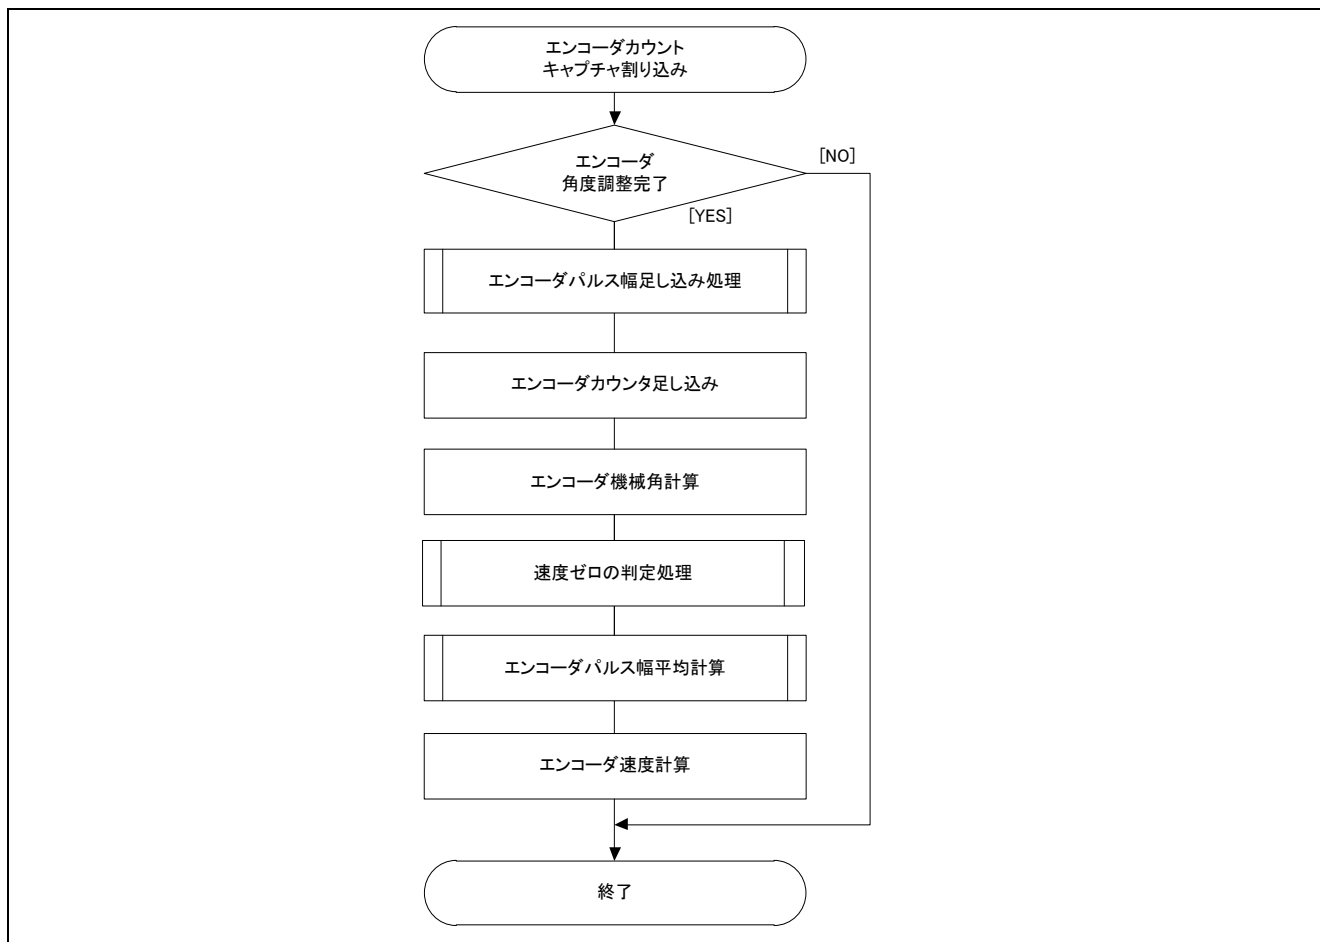 エンコーダカウント
キャプチャ割り込み
エンコーダ
角度調整完了
[NO]
[YES]
エンコーダパルス幅足し込み処理
エンコーダカウンタ足し込み
エンコーダ機械角計算
速度ゼロの判定処理
エンコーダパルス幅平均計算
エンコーダ速度計算
終了